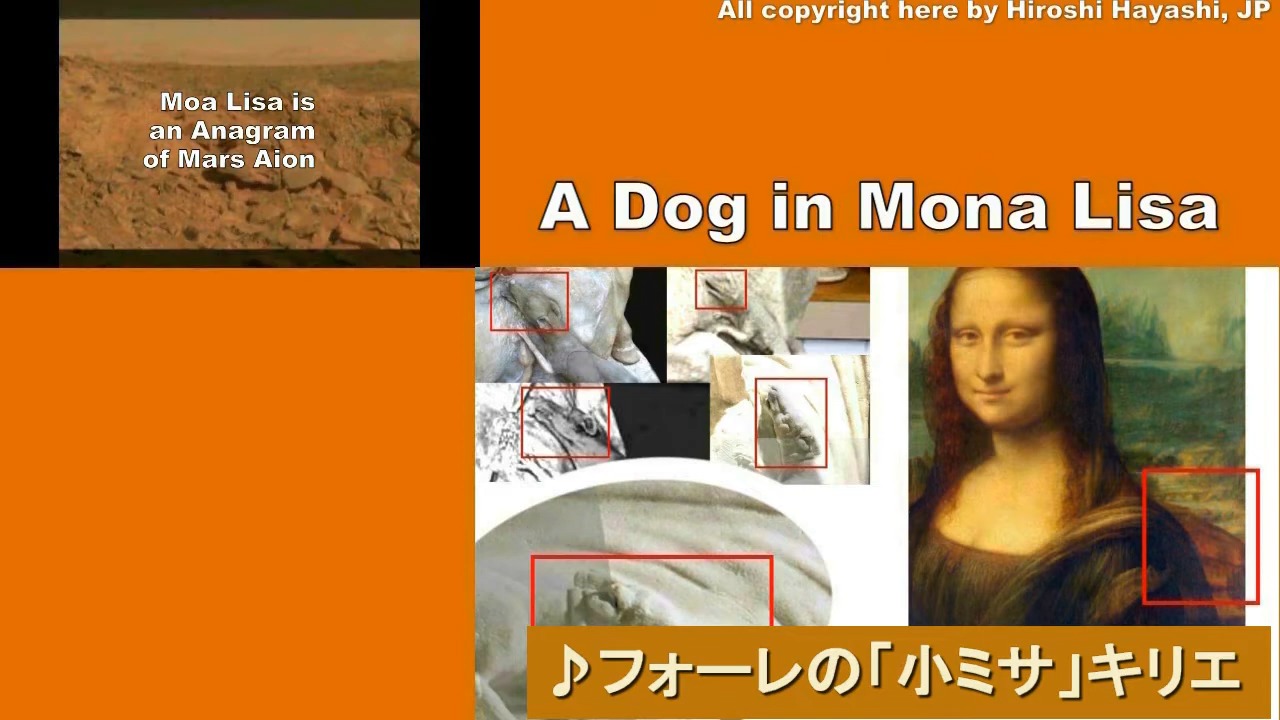 All copyright here by Hiroshi Hayashi, JP
Moa Lisa is
an Anagram
of Mars Aion
A Dog in Mona Lisa
♪フォーレの「小ミサ」キリエ